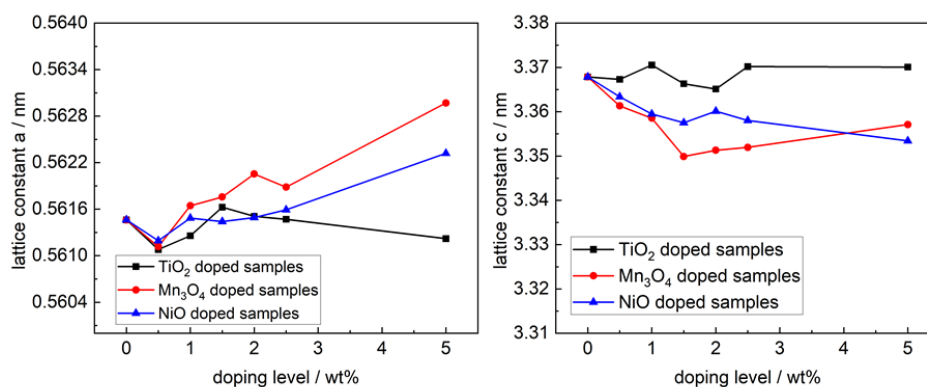 lattice constant a / nm
0.5640
0.5634
0.5628
0.5622
0.5616
0.5610
0.5604
TiO2 doped samples
Mn3O4 doped samples
NiO doped samples
0 1 2 3 4 5
doping level / wt%
lattice constant c / nm
3.38
3.37
3.36
3.35
3.34
3.33
3.32
3.31
TiO2 doped samples
Mn3O4 doped samples
NiO doped samples
0 1 2 3 4 5
doping level / wt%